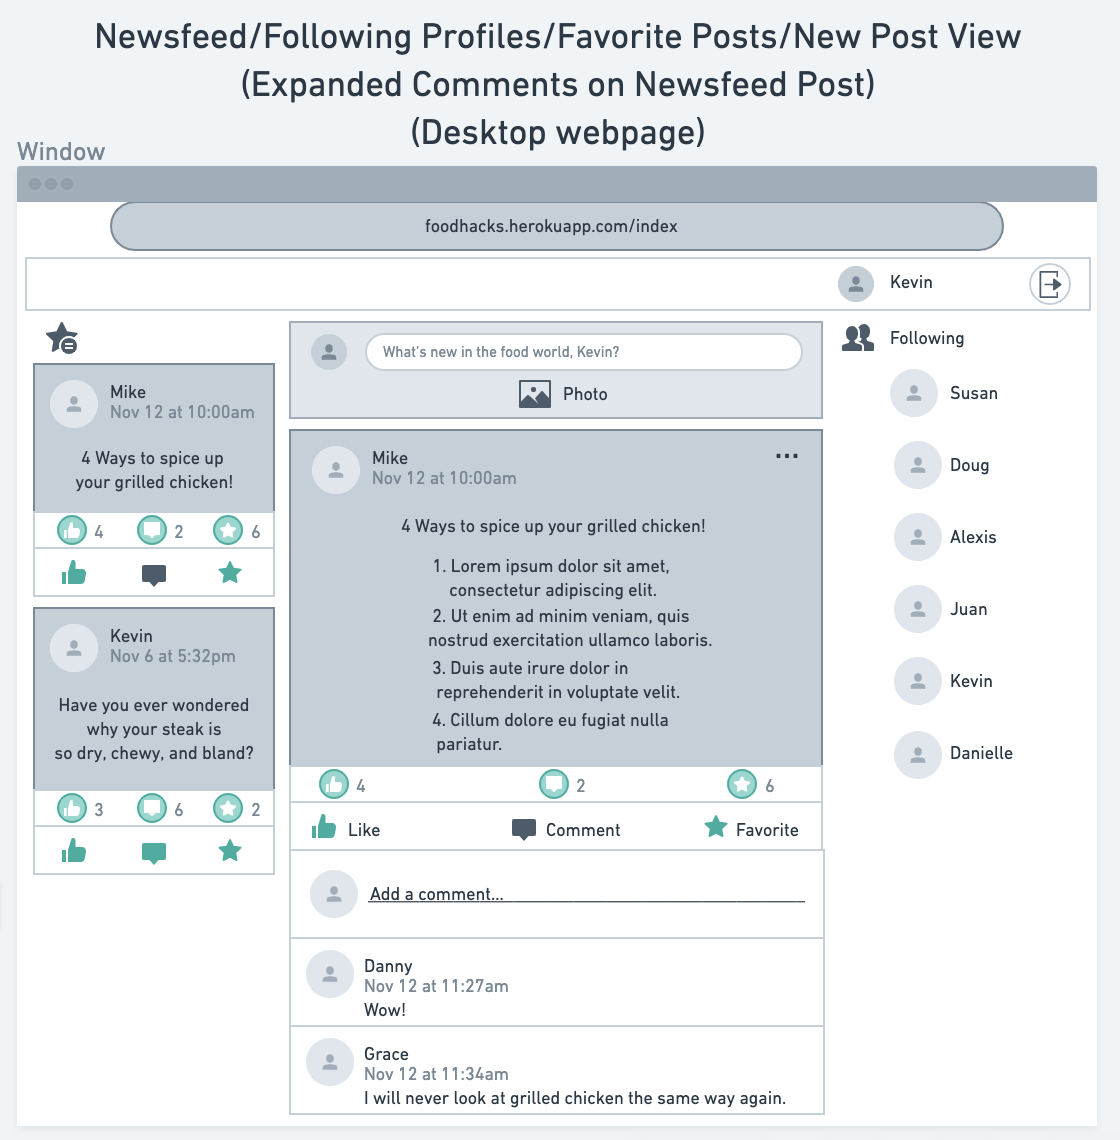 Newsfeed/Following Profiles/Favorite Posts/New Post View
(Expanded Comments on Newsfeed Post)
(Desktop webpage)
Window
foodhacks.herokuapp.com/index
Kevin
Mike
Nov 12 at 10:00am
4 Ways to spice up
your grilled chicken!
4 2 6
Kevin
Nov 6 at 5:32pm
Have you ever wondered
why your steak is
so dry, chewy, and bland?
3 6 2
What's new in the food world, Kevin?
Photo
Mike
Nov 12 at 10:00am
4 Ways to spice up your grilled chicken!
1. Lorem ipsum dolor sit amet,
consectetur adipiscing elit.
2. Ut enim ad minim veniam, quis
nostrud exercitation ullamco laboris.
3. Duis aute irure dolor in
reprehenderit in voluptate velit.
4. Cillum dolore eu fugiat nulla
pariatur.
4 2 6
Like Comment Favorite
Add a comment...
Danny
Nov 12 at 11:27am
Wow!
Grace
Nov 12 at 11:34am
I will never look at grilled chicken the same way again.
Following
Susan
Doug
Alexis
Juan
Kevin
Danielle